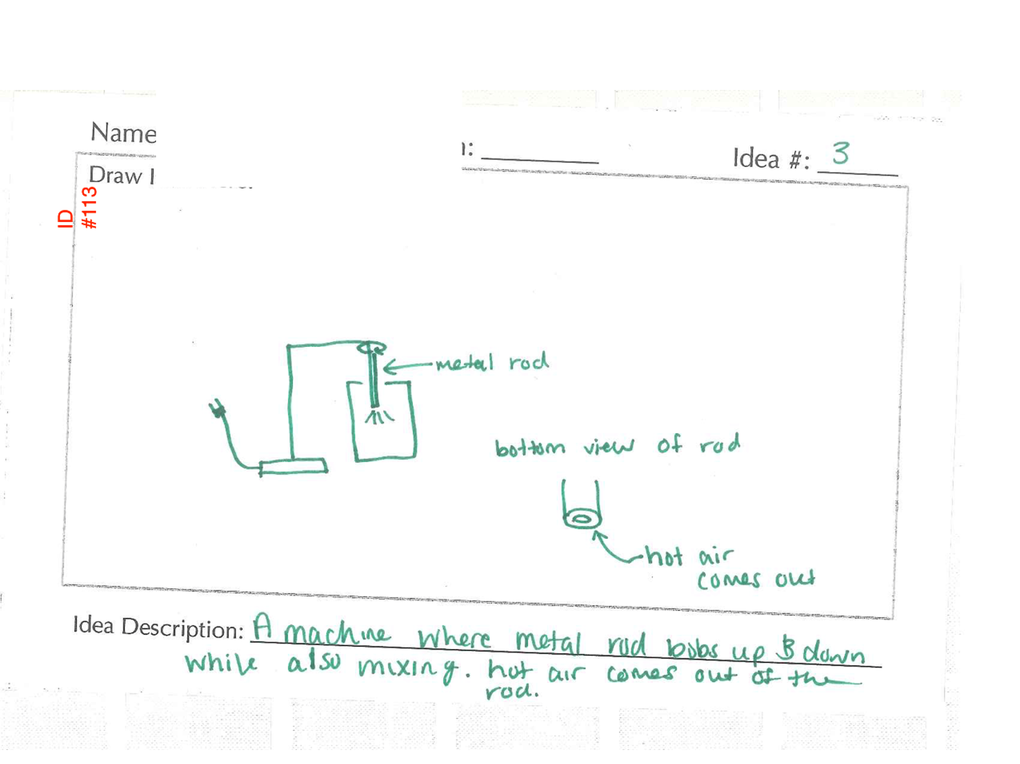 Name
ı: Idea #: 3
Draw I
ID
#113
metal rod
bottom view of rod
hot air
comes out
Idea Description: A machine where metal rod bobs up & down
while also mixing. hot air comes out of the
rod.